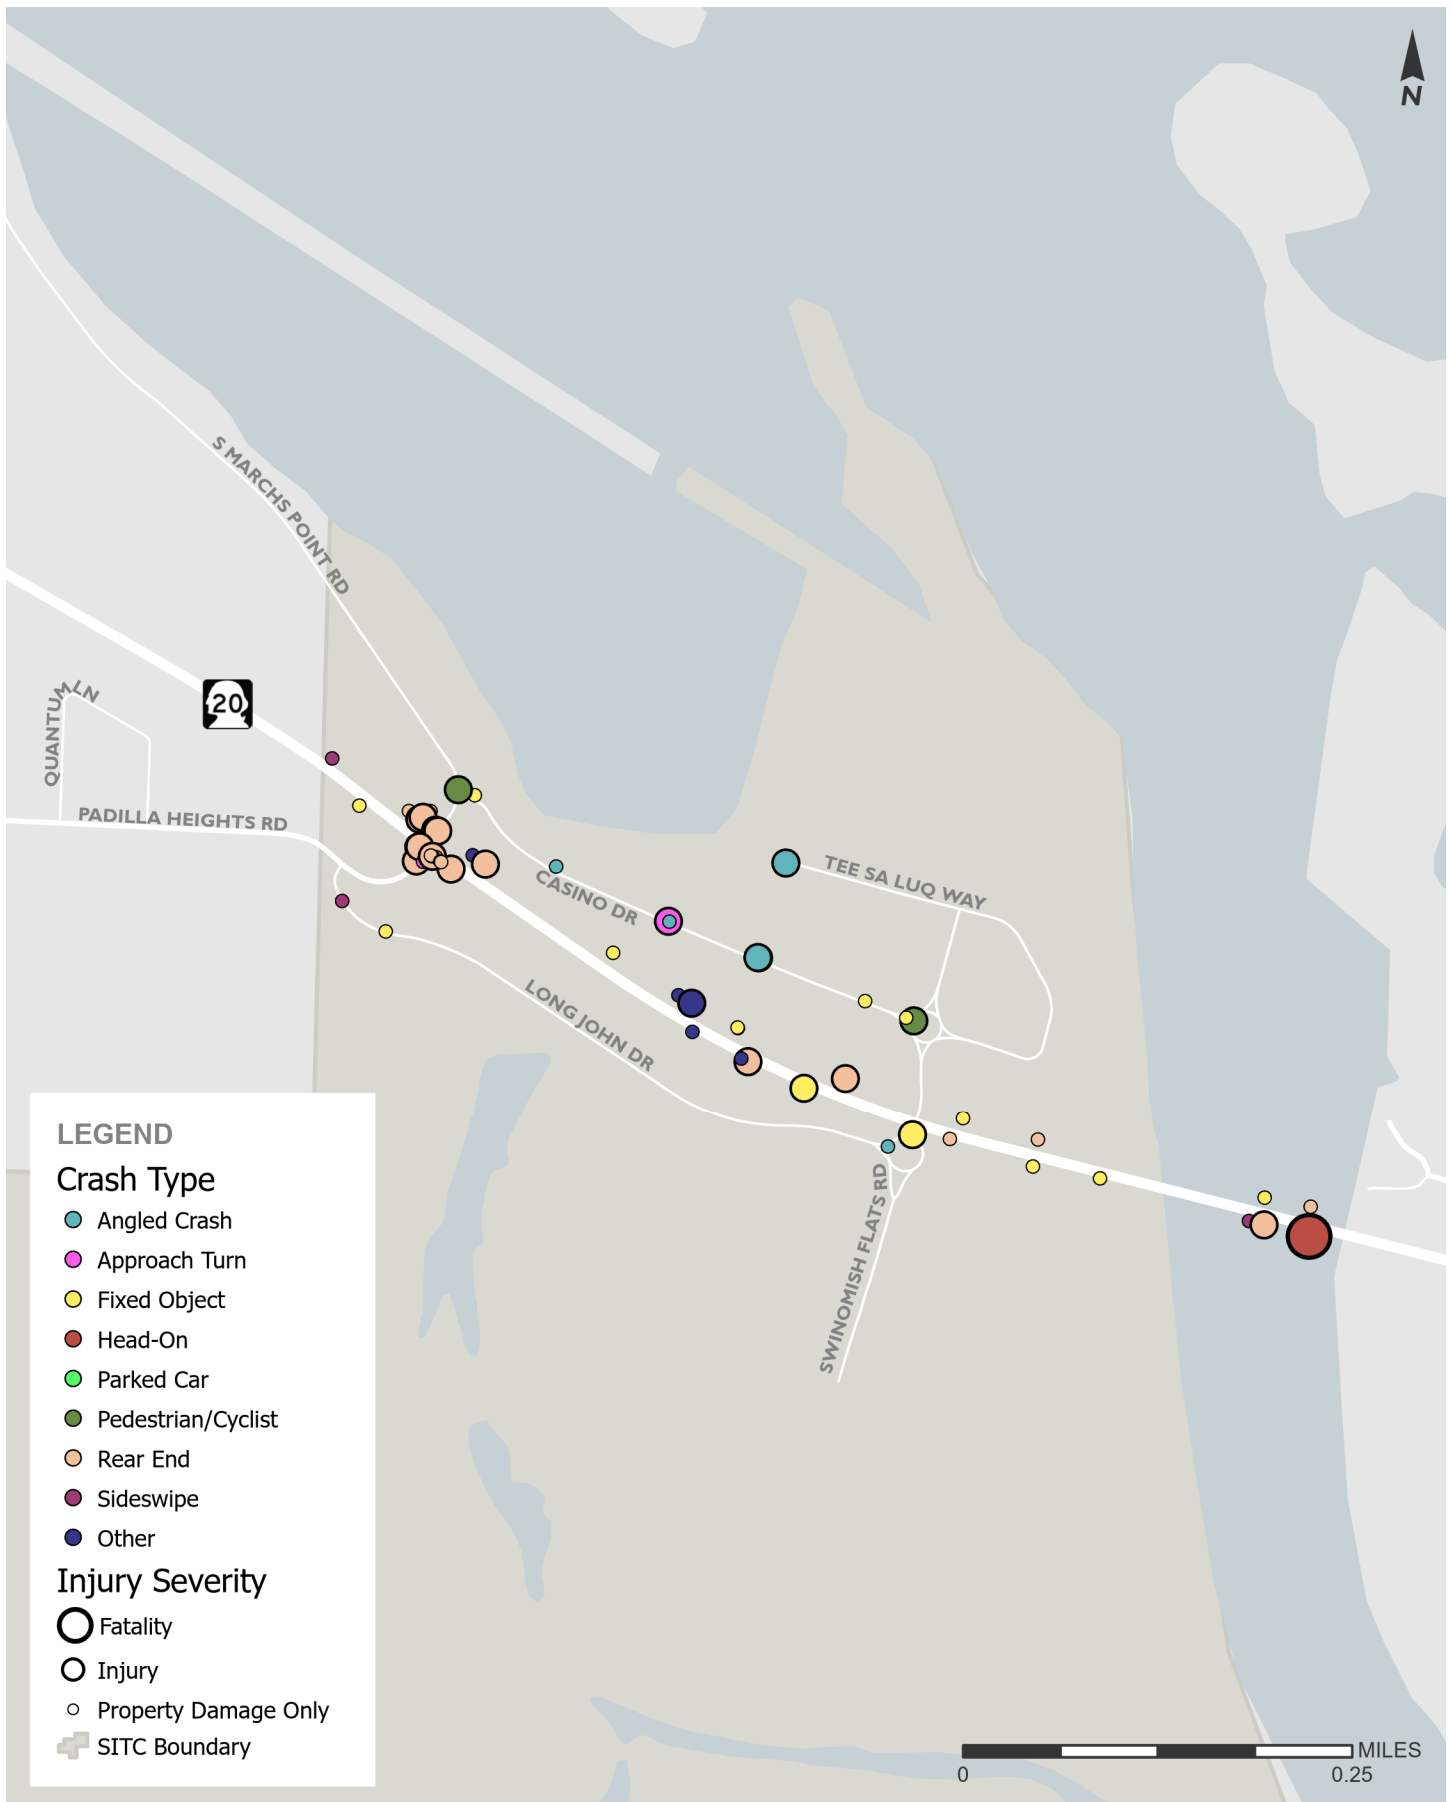 N
S MARCHS POINT RD
20
QUANTUM LN
PADILLA HEIGHTS RD
CASINO DR
TEE SA LUQ WAY
LONG JOHN DR
SWINOMISH FLATS RD
LEGEND
Crash Type
Angled Crash
Approach Turn
Fixed Object
Head-On
Parked Car
Pedestrian/Cyclist
Rear End
Sideswipe
Other
Injury Severity
Fatality
Injury
Property Damage Only
SITC Boundary
MILES
0
0.25